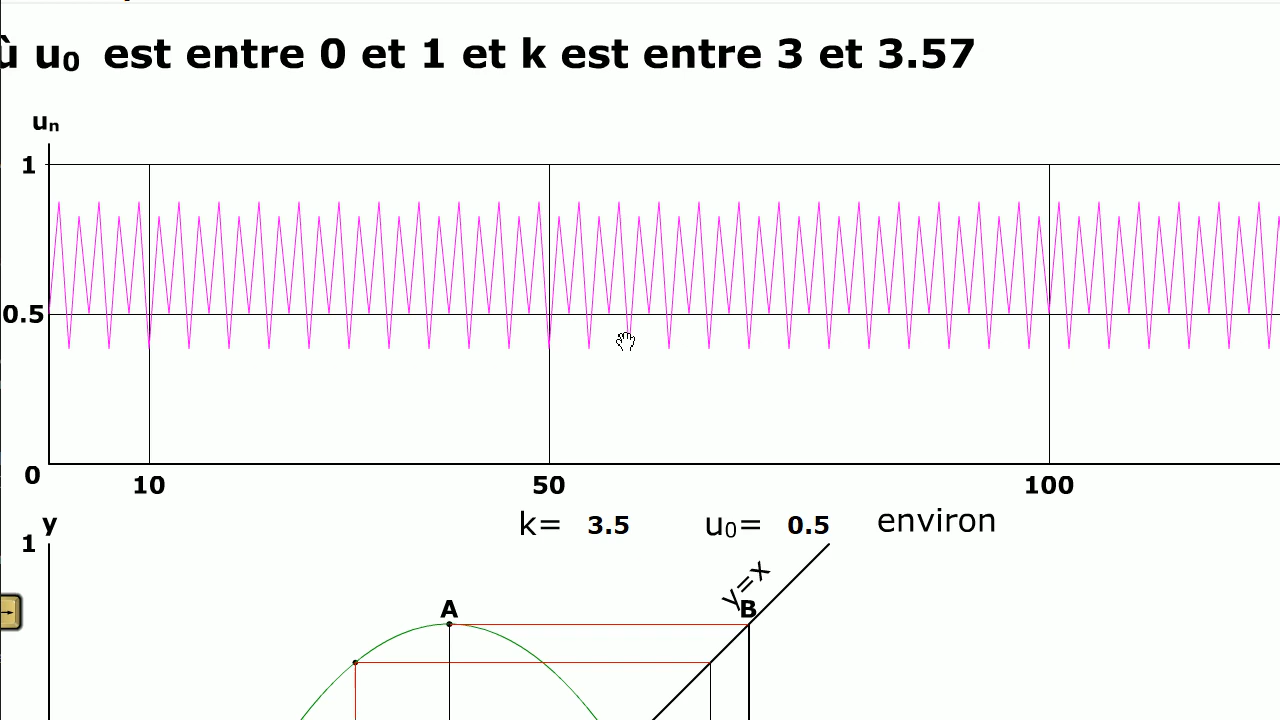 ù u₀ est entre 0 et 1 et k est entre 3 et 3.57
uₙ
1
0.5
0
10 50 100
k= 3.5 u₀= 0.5 environ
y
1
y=x
A B